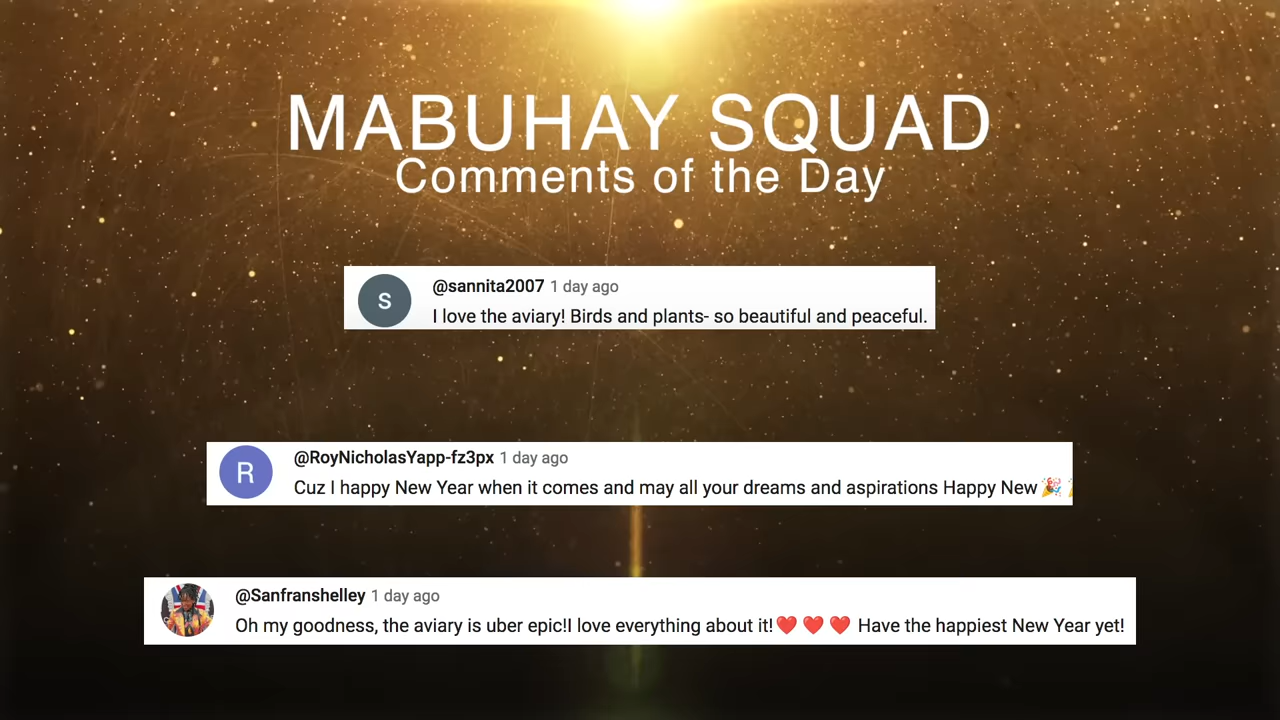 MABUHAY SQUAD
Comments of the Day
S
@sannita2007 1 day ago
I love the aviary! Birds and plants- so beautiful and peaceful.
R
@RoyNicholasYapp-fz3px 1 day ago
Cuz I happy New Year when it comes and may all your dreams and aspirations Happy New 🎉
@Sanfranshelley 1 day ago
Oh my goodness, the aviary is uber epic!I love everything about it!❤️ ❤️ ❤️ Have the happiest New Year yet!